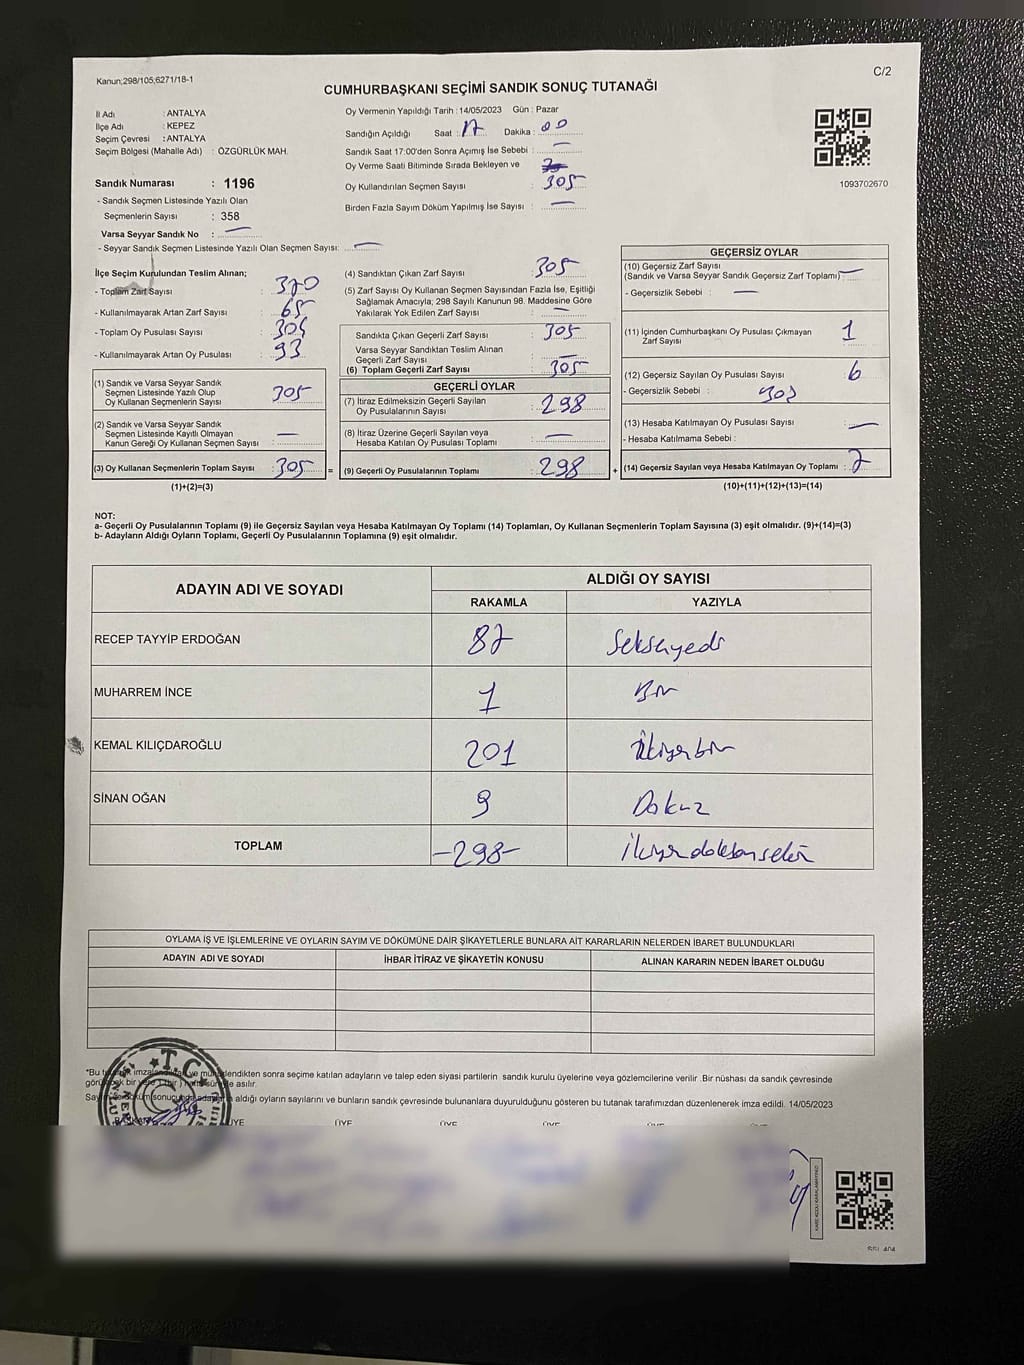 Kanun;298/105,6271/18-1
C/2
CUMHURBAŞKANI SEÇİMİ SANDIK SONUÇ TUTANAĞI
İl Adı : ANTALYA
İlçe Adı : KEPEZ
Seçim Çevresi : ANTALYA
Seçim Bölgesi (Mahalle Adı) : ÖZGÜRLÜK MAH.
Oy Vermenin Yapıldığı Tarih : 14/05/2023 Gün : Pazar
Sandığın Açıldığı Saat : 17 Dakika : 00
Sandık Saat 17:00'den Sonra Açımış İse Sebebi : —
Oy Verme Saati Bitiminde Sırada Bekleyen ve
Oy Kullandırılan Seçmen Sayısı : 305
Birden Fazla Sayım Döküm Yapılmış İse Sayısı : —
1093702670
Sandık Numarası : 1196
- Sandık Seçmen Listesinde Yazılı Olan
Seçmenlerin Sayısı : 358
Varsa Seyyar Sandık No : —
- Seyyar Sandık Seçmen Listesinde Yazılı Olan Seçmen Sayısı: —
İlçe Seçim Kurulundan Teslim Alınan;
- Toplam Zarf Sayısı : 370
- Kullanılmayarak Artan Zarf Sayısı : 65
- Toplam Oy Pusulası Sayısı :
- Kullanılmayarak Artan Oy Pusulası : 93
(1) Sandık ve Varsa Seyyar Sandık
Seçmen Listesinde Yazılı Olup
Oy Kullanan Seçmenlerin Sayısı : 305
(2) Sandık ve Varsa Seyyar Sandık
Seçmen Listesinde Kayıtlı Olmayan
Kanun Gereği Oy Kullanan Seçmen Sayısı : —
(3) Oy Kullanan Seçmenlerin Toplam Sayısı : 305 =
(1)+(2)=(3)
(4) Sandıktan Çıkan Zarf Sayısı : 305
(5) Zarf Sayısı Oy Kullanan Seçmen Sayısından Fazla İse, Eşitliği
Sağlamak Amacıyla; 298 Sayılı Kanunun 98. Maddesine Göre
Yakılarak Yok Edilen Zarf Sayısı : —
Sandıkta Çıkan Geçerli Zarf Sayısı : 305
Varsa Seyyar Sandıktan Teslim Alınan
Geçerli Zarf Sayısı : —
(6) Toplam Geçerli Zarf Sayısı : 305
GEÇERLİ OYLAR
(7) İtiraz Edilmeksizin Geçerli Sayılan
Oy Pusulalarının Sayısı : 298
(8) İtiraz Üzerine Geçerli Sayılan veya
Hesaba Katılan Oy Pusulası Toplamı : —
(9) Geçerli Oy Pusulalarının Toplamı : 298 +
GEÇERSİZ OYLAR
(10) Geçersiz Zarf Sayısı
(Sandık ve Varsa Seyyar Sandık Geçersiz Zarf Toplamı) —
- Geçersizlik Sebebi : —
(11) İçinden Cumhurbaşkanı Oy Pusulası Çıkmayan
Zarf Sayısı : 1
(12) Geçersiz Sayılan Oy Pusulası Sayısı : 6
- Geçersizlik Sebebi :
(13) Hesaba Katılmayan Oy Pusulası Sayısı : —
- Hesaba Katılmama Sebebi :
(14) Geçersiz Sayılan veya Hesaba Katılmayan Oy Toplamı : 7
(10)+(11)+(12)+(13)=(14)
NOT:
a- Geçerli Oy Pusulalarının Toplamı (9) ile Geçersiz Sayılan veya Hesaba Katılmayan Oy Toplamı (14) Toplamları, Oy Kullanan Seçmenlerin Toplam Sayısına (3) eşit olmalıdır. (9)+(14)=(3)
b- Adayların Aldığı Oyların Toplamı, Geçerli Oy Pusulalarının Toplamına (9) eşit olmalıdır.
ADAYIN ADI VE SOYADI
ALDIĞI OY SAYISI
RAKAMLA YAZIYLA
RECEP TAYYİP ERDOĞAN 87 Seksenyedi
MUHARREM İNCE 1 Bir
KEMAL KILIÇDAROĞLU 201 İkiyüzbir
SİNAN OĞAN 9 Dokuz
TOPLAM -298- İkiyüzdoksansekiz
OYLAMA İŞ VE İŞLEMLERİNE VE OYLARIN SAYIM VE DÖKÜMÜNE DAİR ŞİKAYETLERLE BUNLARA AİT KARARLARIN NELERDEN İBARET BULUNDUKLARI
ADAYIN ADI VE SOYADI İHBAR İTİRAZ VE ŞİKAYETİN KONUSU ALINAN KARARIN NEDEN İBARET OLDUĞU
T.C.
*Bu sonra seçime katılan adayların ve talep eden siyasi partilerin sandık kurulu üyelerine veya gözlemcilerine verilir .Bir nüshası da sandık çevresinde
asılır.
aldığı oyların sayılarını ve bunların sandık çevresinde bulunanlara duyurulduğunu gösteren bu tutanak tarafımızdan düzenlenerek imza edildi. 14/05/2023
ÜYE ÜYE ÜYE ÜYE ÜYE
KARE KODU KARALAMAYINIZ!